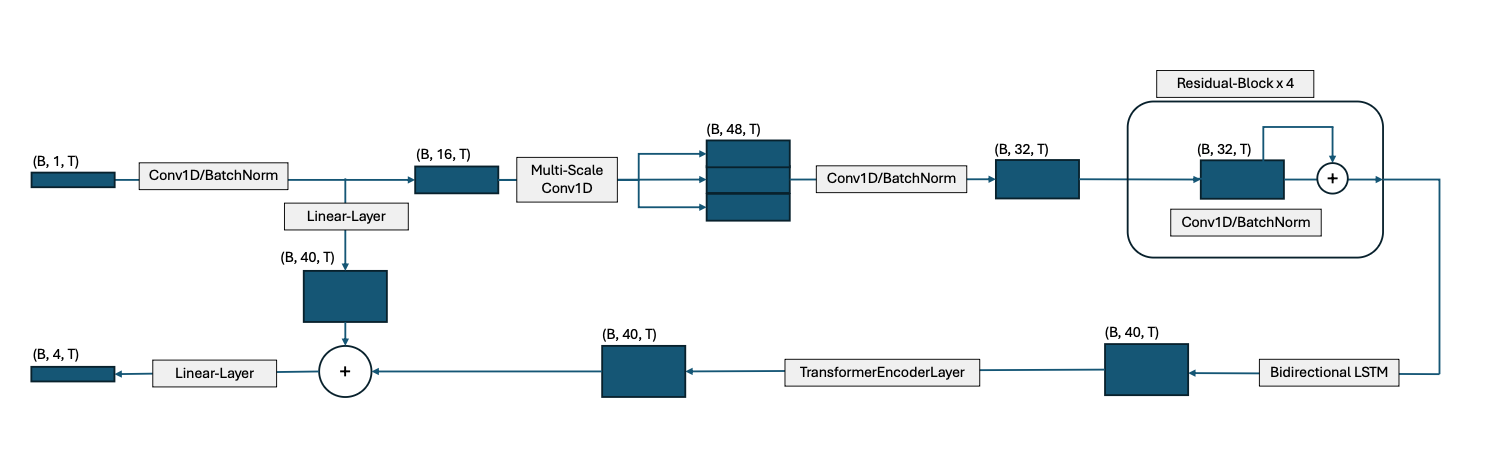 Residual-Block x 4
(B, 1, T)
Conv1D/BatchNorm
(B, 16, T)
Multi-Scale
Conv1D
(B, 48, T)
Conv1D/BatchNorm
(B, 32, T)
(B, 32, T)
+
Conv1D/BatchNorm
Linear-Layer
(B, 40, T)
(B, 4, T)
Linear-Layer
+
(B, 40, T)
TransformerEncoderLayer
(B, 40, T)
Bidirectional LSTM